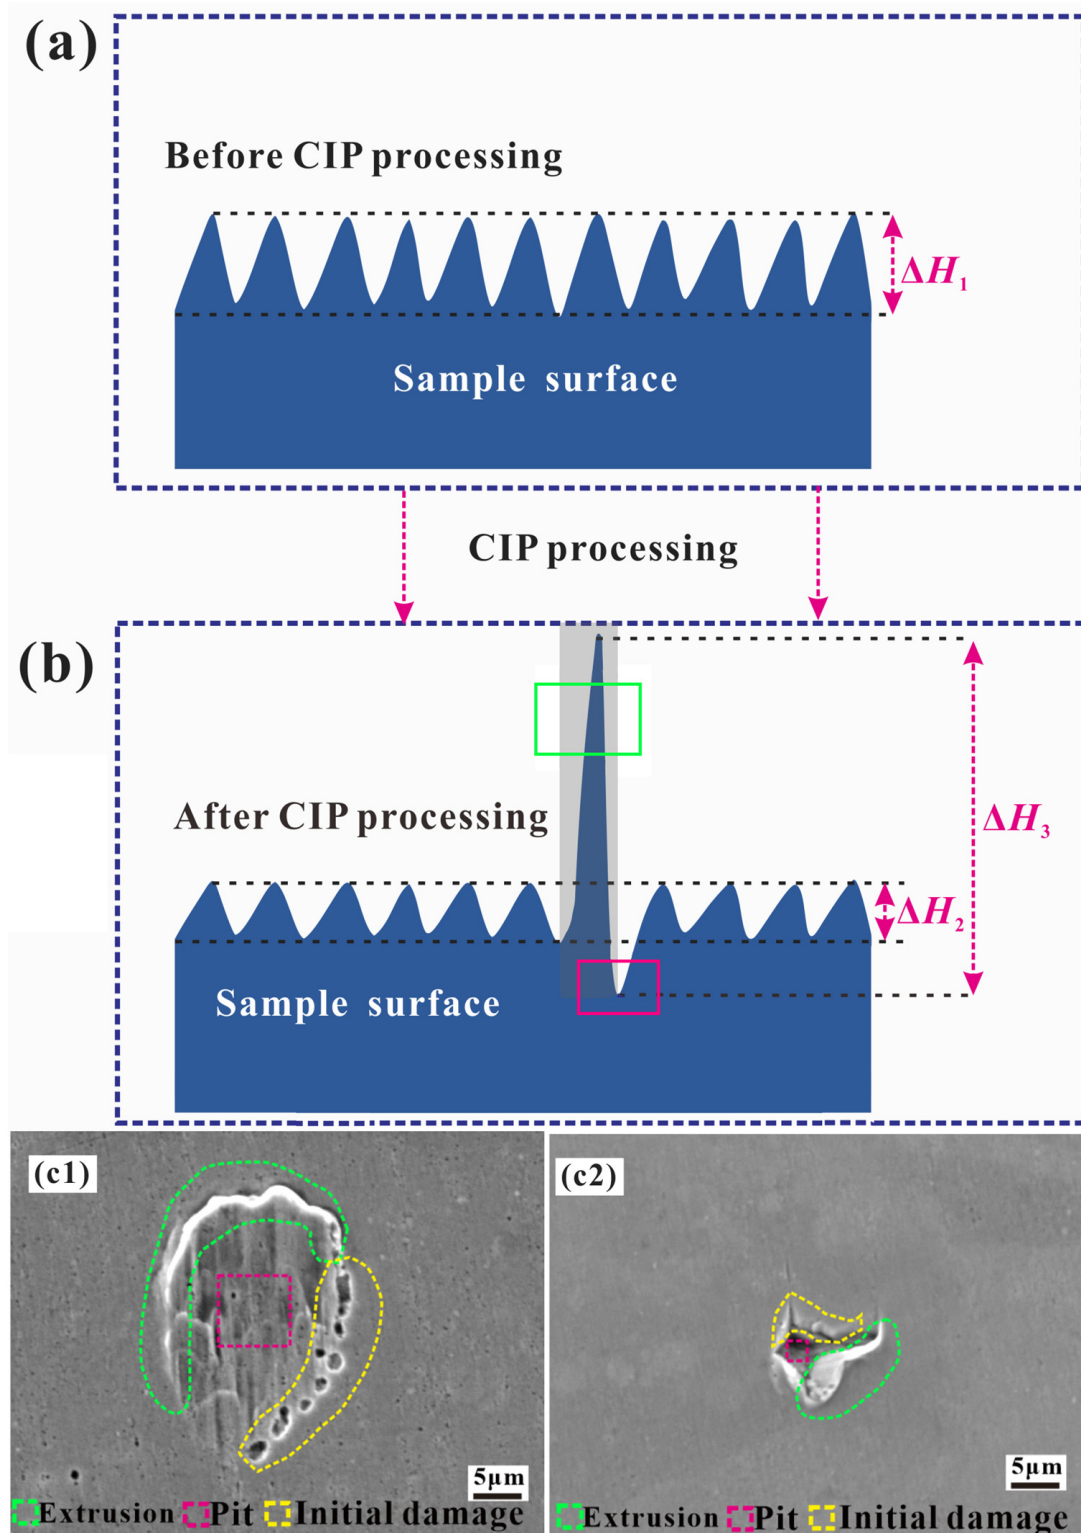 (a)
Before CIP processing
ΔH₁
Sample surface
CIP processing
(b)
After CIP processing
ΔH₃
ΔH₂
Sample surface
(c1)
(c2)
5μm
5μm
Extrusion Pit Initial damage
Extrusion Pit Initial damage